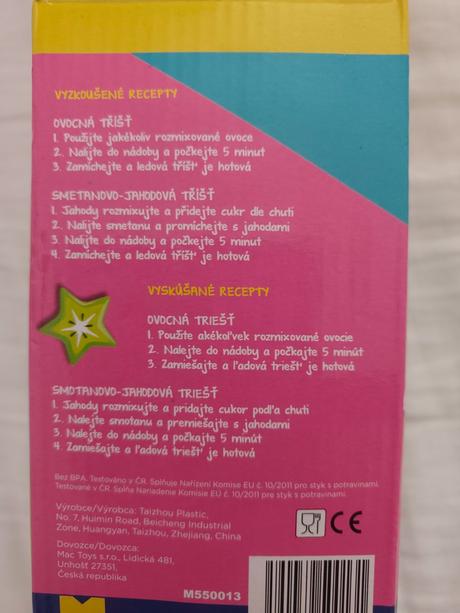 VYZKOUŠENÉ RECEPTY
OVOCNÁ TŘÍŠŤ
1. Použijte jakékoliv rozmixované ovoce
2. Nalijte do nádoby a počkejte 5 minut
3. Zamíchejte a ledová tříšť je hotová
SMETANOVO-JAHODOVÁ TŘÍŠŤ
1. Jahody rozmixujte a přidejte cukr dle chuti
2. Nalijte smetanu a promíchejte s jahodami
3. Nalijte do nádoby a počkejte 5 minut
4. Zamíchejte a ledová tříšť je hotová
VYSKÚŠANÉ RECEPTY
OVOCNÁ TRIEŠŤ
1. Použite akékoľvek rozmixované ovocie
2. Nalejte do nádoby a počkajte 5 minút
3. Zamiešajte a ľadová triešť je hotová
SMOTANOVO-JAHODOVÁ TRIEŠŤ
1. Jahody rozmixujte a pridajte cukor podľa chuti
2. Nalejte smotanu a premiešajte s jahodami
3. Nalejte do nádoby a počkajte 5 minút
4. Zamiešajte a ľadová triešť je hotová
Bez BPA. Testováno v ČR. Splňuje Nařízení Komise EU č. 10/2011 pro styk s potravinami.
Testované v ČR. Spĺňa Nariadenie Komisie EÚ č. 10/2011 pre styk s potravinami.
Výrobce/Výrobca: Taizhou Plastic,
No. 7, Huimin Road, Beicheng Industrial
Zone, Huangyan, Taizhou, Zhejiang, China
Dovozce/Dovozca:
Mac Toys s.r.o., Lidická 481,
Unhošť 27351,
Česká republika
CE
M550013